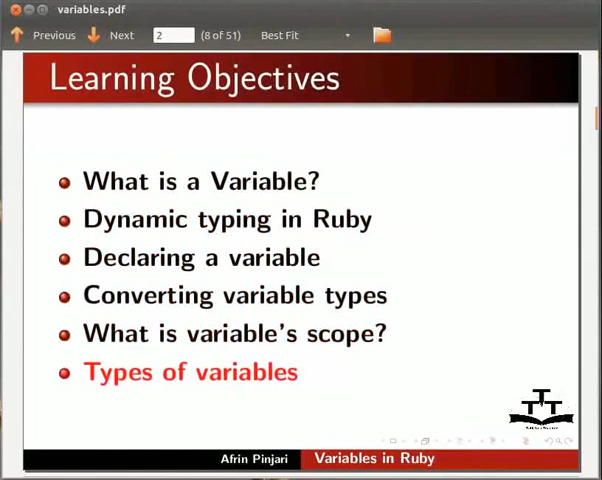 variables.pdf
Previous Next 2 (8 of 51) Best Fit
Learning Objectives
What is a Variable?
Dynamic typing in Ruby
Declaring a variable
Converting variable types
What is variable's scope?
Types of variables
Afrin Pinjari Variables in Ruby